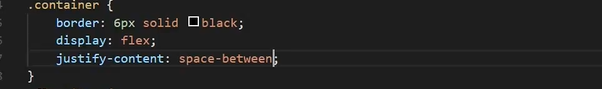 .container {
border: 6px solid black;
display: flex;
justify-content: space-between;
}